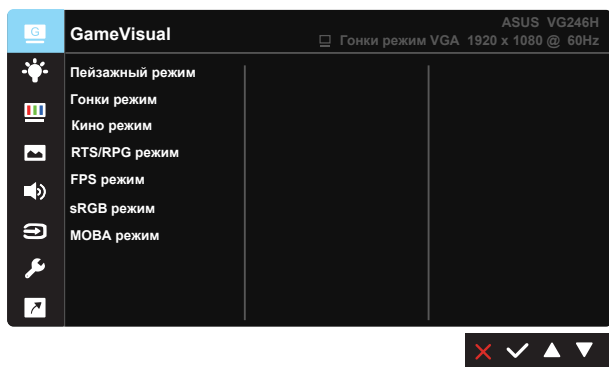 G
GameVisual
ASUS VG246H
Гонки режим VGA 1920 x 1080 @ 60Hz
Пейзажный режим
Гонки режим
Кино режим
RTS/RPG режим
FPS режим
sRGB режим
MOBA режим